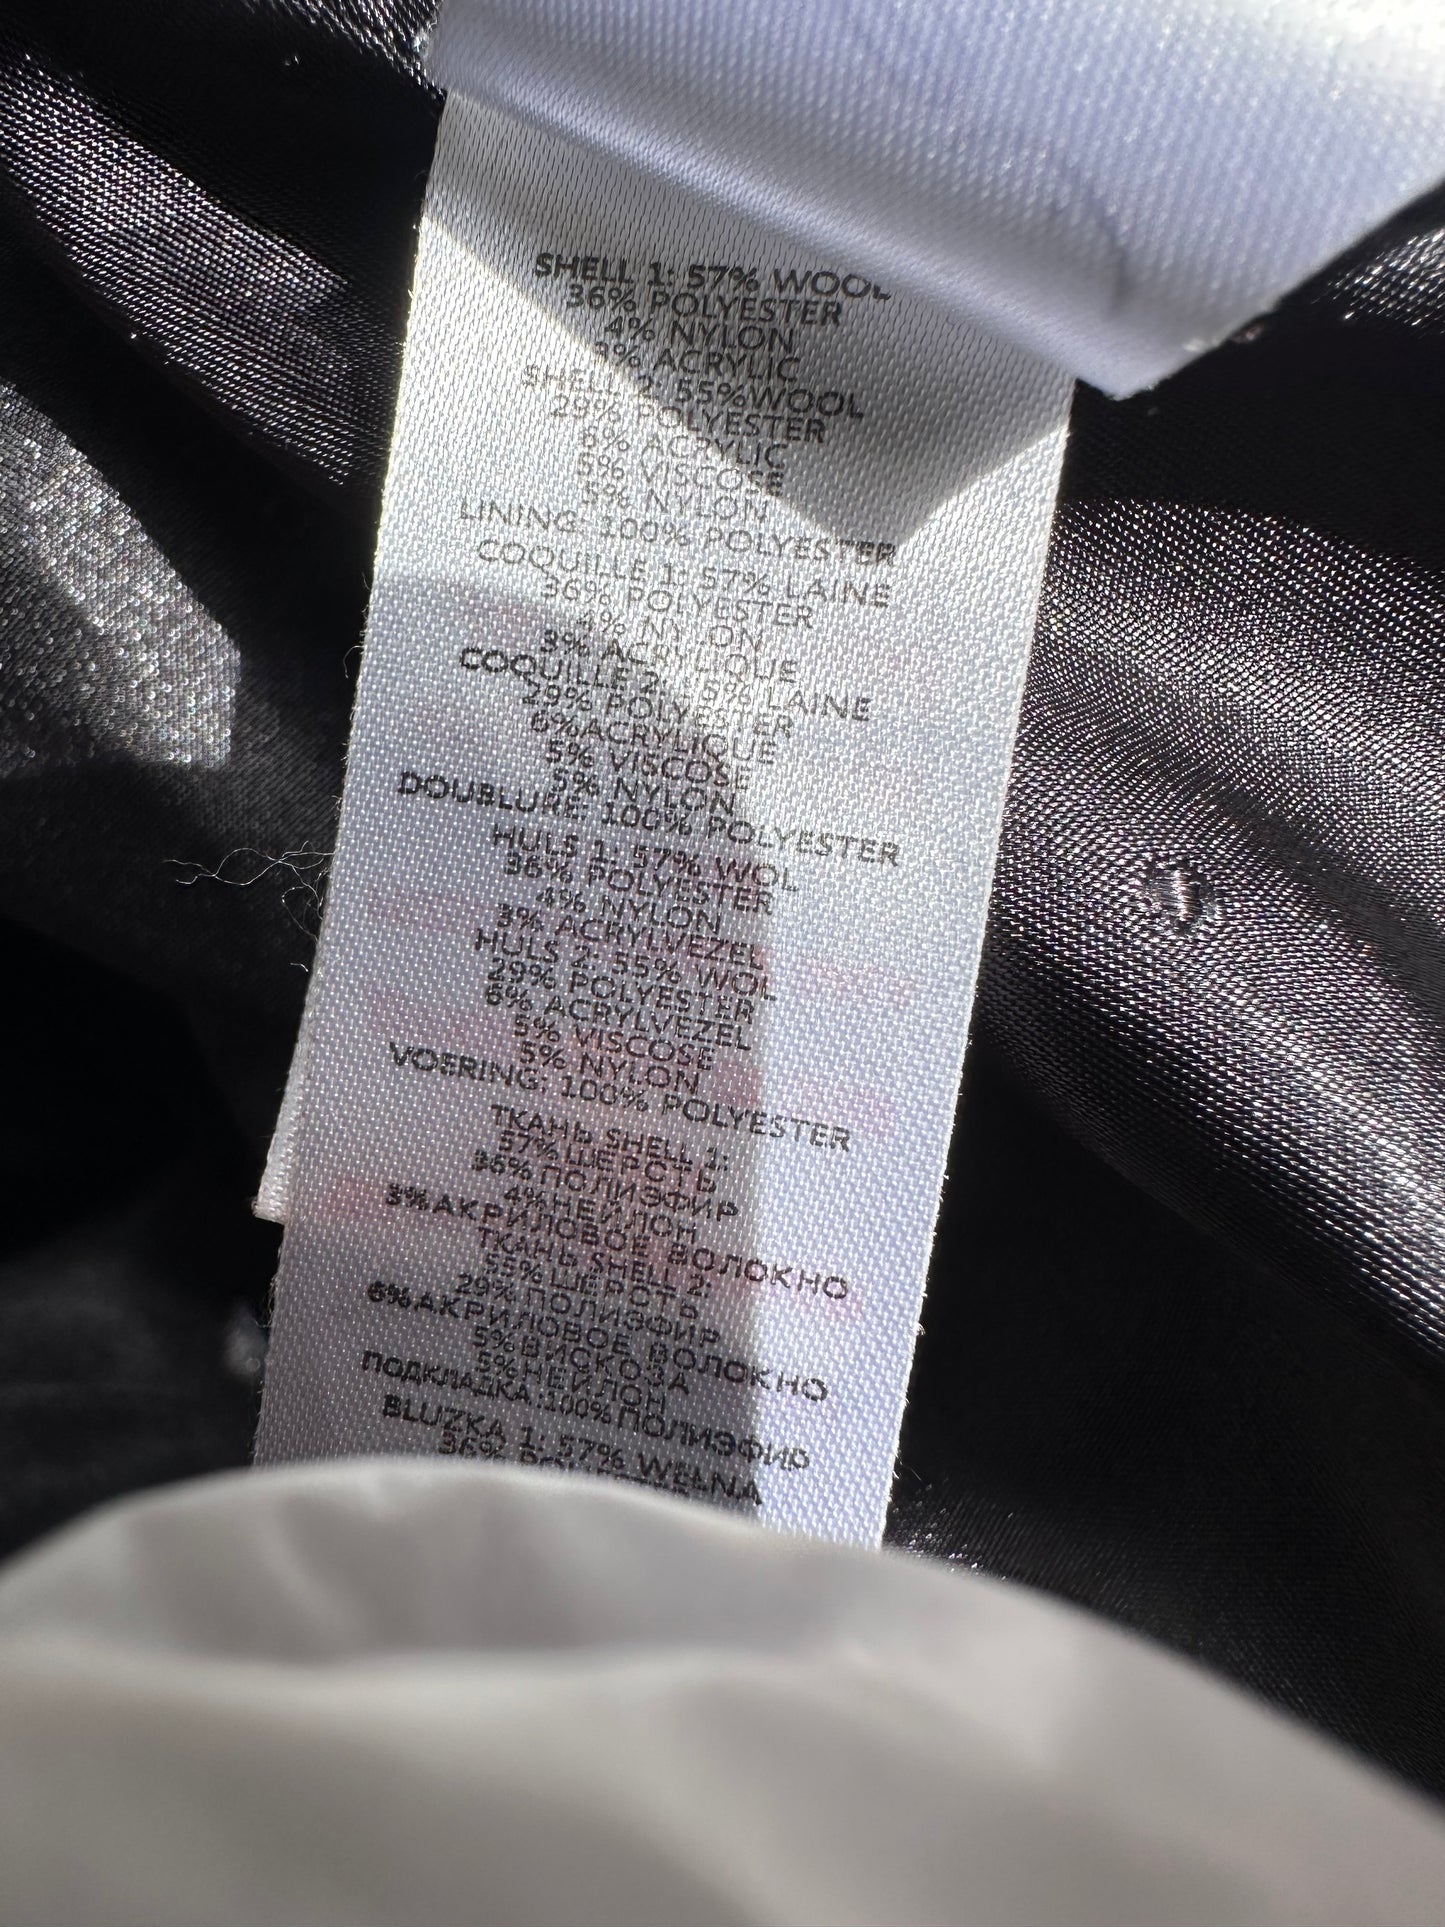 SHELL 1: 57% WOOL
36% POLYESTER
4% NYLON
3% ACRYLIC
SHELL 2: 55% WOOL
29% POLYESTER
6% ACRYLIC
5% VISCOSE
5% NYLON
LINING: 100% POLYESTER
COQUILLE 1: 57% LAINE
36% POLYESTER
4% NYLON
3% ACRYLIQUE
COQUILLE 2: 55% LAINE
29% POLYESTER
6% ACRYLIQUE
5% VISCOSE
5% NYLON
DOUBLURE: 100% POLYESTER
HULS 1: 57% WOL
36% POLYESTER
4% NYLON
3% ACRYLVEZEL
HULS 2: 55% WOL
29% POLYESTER
6% ACRYLVEZEL
5% VISCOSE
5% NYLON
VOERING: 100% POLYESTER
ТКАНЬ SHELL 1:
57% ШЕРСТЬ
36% ПОЛИЭФИР
4% НЕЙЛОН
3% АКРИЛОВОЕ ВОЛОКНО
ТКАНЬ SHELL 2:
55% ШЕРСТЬ
29% ПОЛИЭФИР
6% АКРИЛОВОЕ ВОЛОКНО
5% ВИСКОЗА
5% НЕЙЛОН
ПОДКЛАДКА: 100% ПОЛИЭФИР
BLUZKA 1: 57% WEŁNA
36%